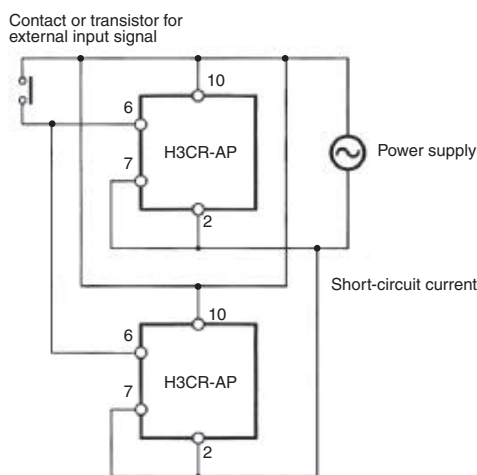 Contact or transistor for
external input signal
10
6
H3CR-AP
Power supply
7
2
Short-circuit current
10
6
H3CR-AP
7
2